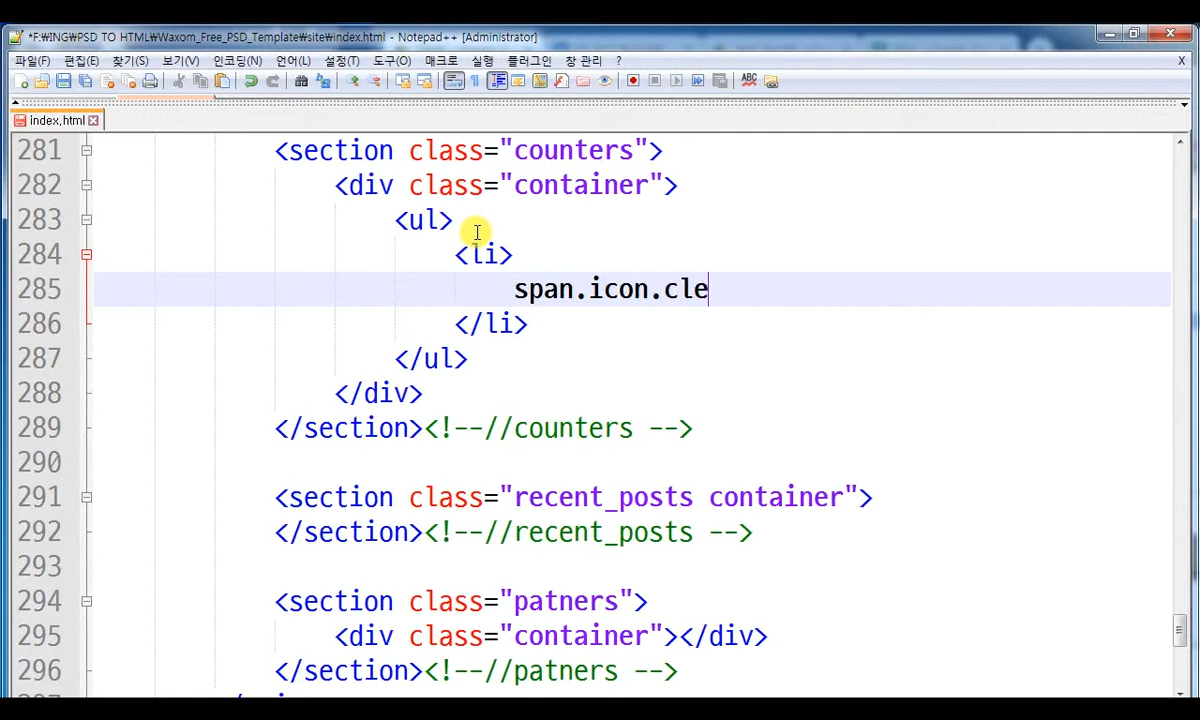 *F:₩ING₩PSD TO HTML₩Waxom_Free_PSD_Template₩site₩index.html - Notepad++ [Administrator]
파일(F) 편집(E) 찾기(S) 보기(V) 인코딩(N) 언어(L) 설정(T) 도구(O) 매크로 실행 플러그인 창 관리 ? X
ABC
index.html
281 <section class="counters">
282 <div class="container">
283 <ul>
284 <li>
285 span.icon.cle
286 </li>
287 </ul>
288 </div>
289 </section><!--//counters -->
290
291 <section class="recent_posts container">
292 </section><!--//recent_posts -->
293
294 <section class="patners">
295 <div class="container"></div>
296 </section><!--//patners -->